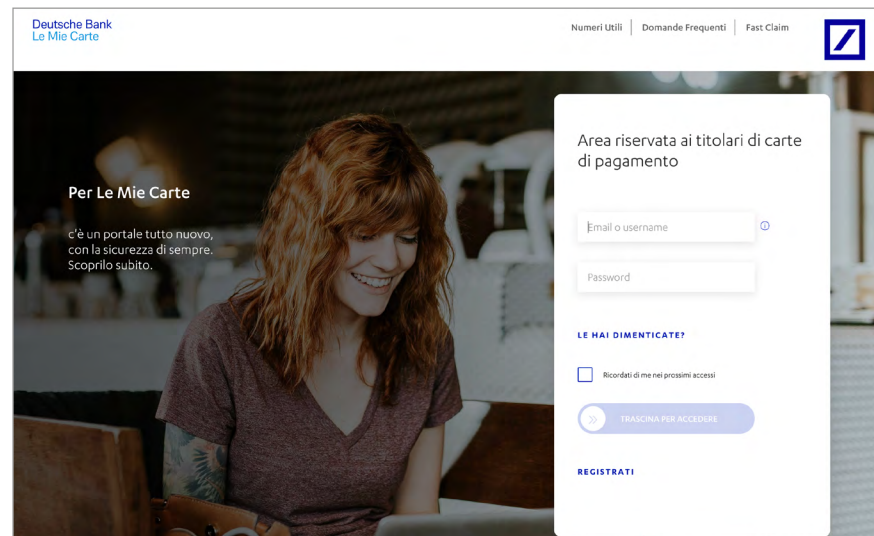 Deutsche Bank
Le Mie Carte
Numeri Utili
Domande Frequenti
Fast Claim
Per Le Mie Carte
c'è un portale tutto nuovo,
con la sicurezza di sempre.
Scoprilo subito.
Area riservata ai titolari di carte
di pagamento
Email o username
Password
LE HAI DIMENTICATE?
Ricordati di me nei prossimi accessi
TRASCINA PER ACCEDERE
REGISTRATI